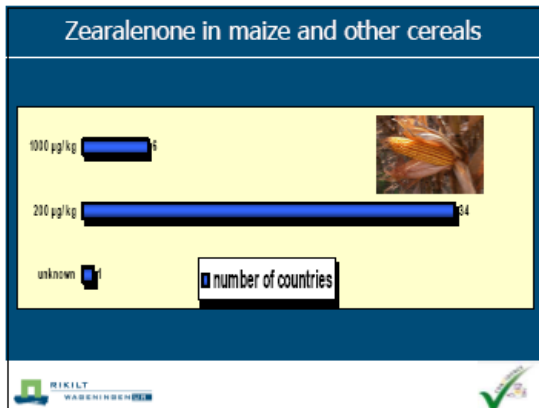 Zearalenone in maize and other cereals
1000 µg/kg 6
200 µg/kg 34
unknown 1
number of countries
RIKILT
WAGENINGEN UR